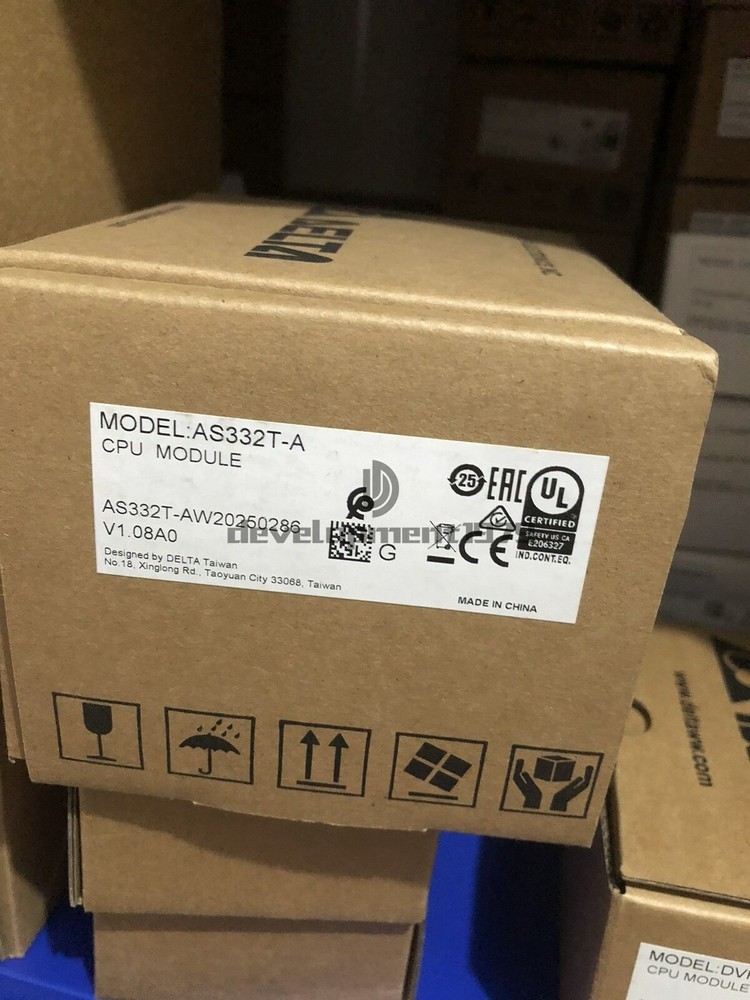 DELTA
MODEL:AS332T-A
CPU MODULE
AS332T-AW20250286
V1.08A0
Designed by DELTA Taiwan
No.18, Xinglong Rd., Taoyuan City 33068, Taiwan
G
25
EAC
UL
CERTIFIED
SAFETY US CA
E206327
IND.CONT.EQ.
CE
MADE IN CHINA
www.deltaww.com
MODEL:DV
CPU MODULE